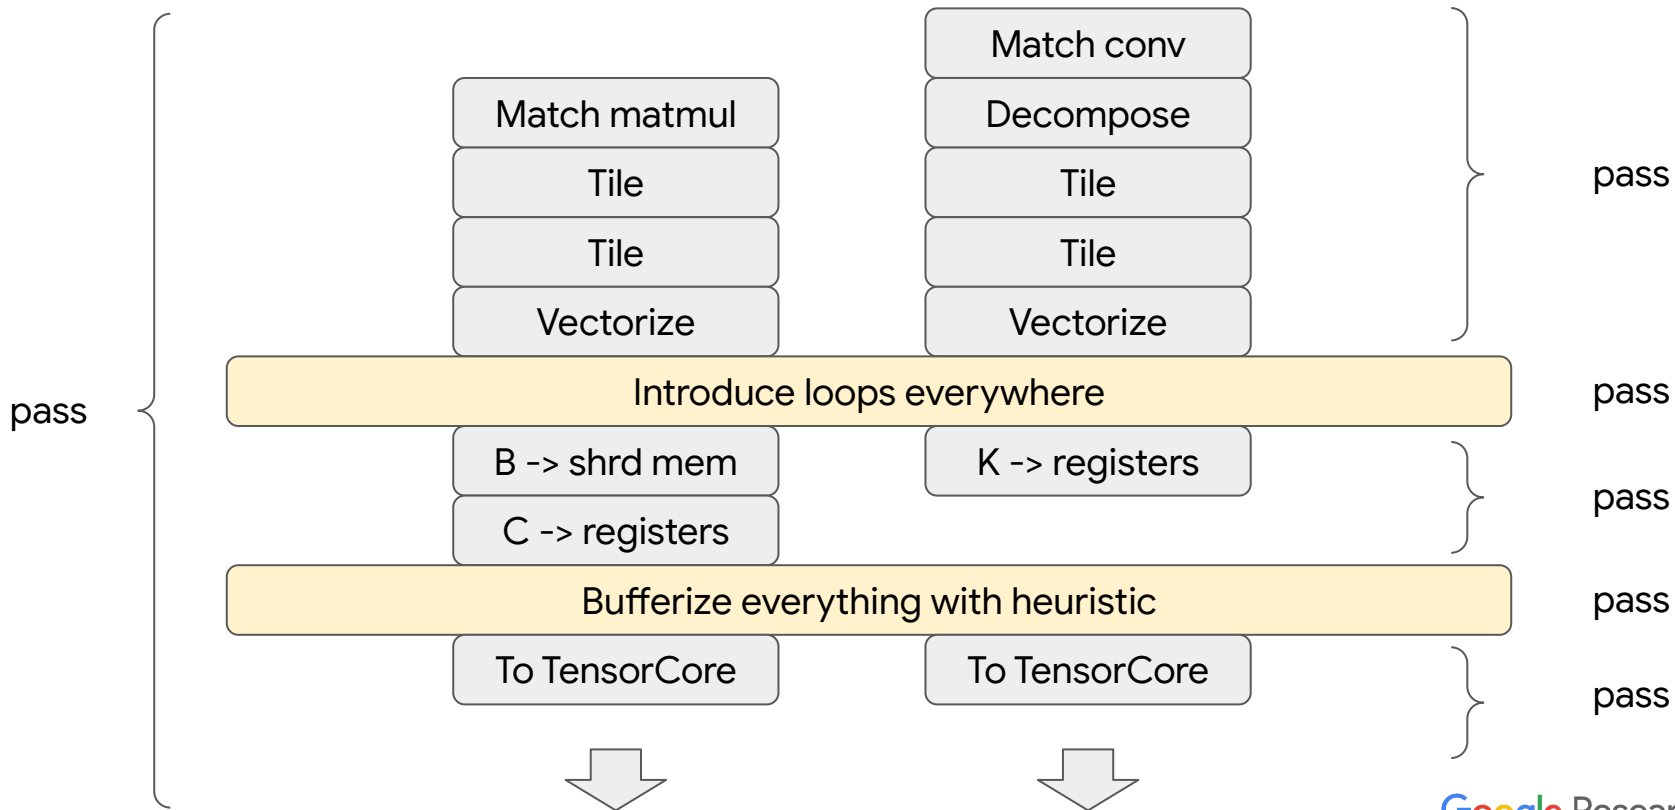 Match conv
Match matmul
Decompose
Tile
Tile
pass
Tile
Tile
Vectorize
Vectorize
Introduce loops everywhere
pass
pass
B -> shrd mem
K -> registers
pass
C -> registers
Bufferize everything with heuristic
pass
To TensorCore
To TensorCore
pass
Google